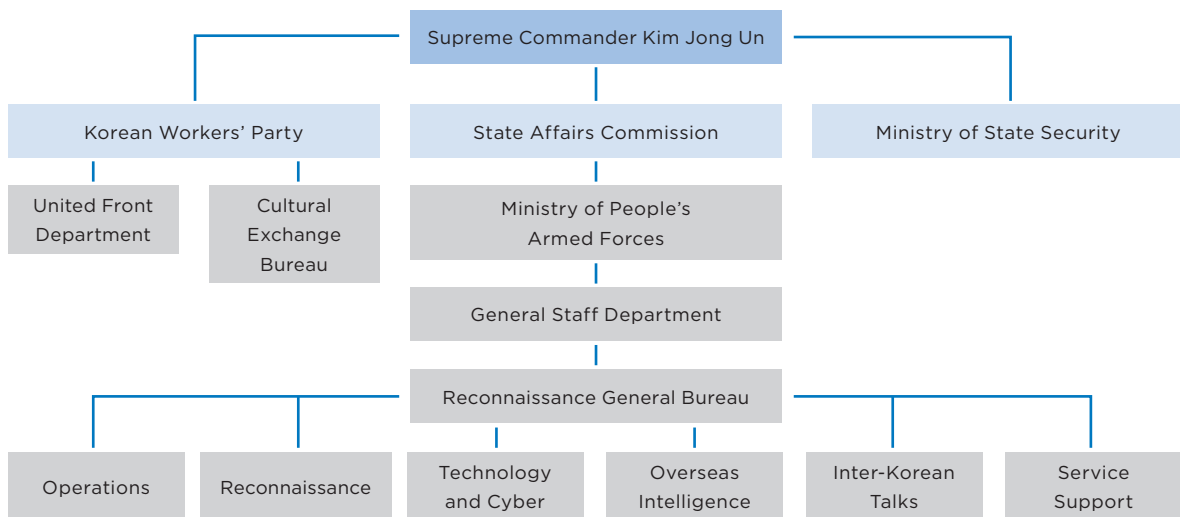 Supreme Commander Kim Jong Un
Korean Workers’ Party
State Affairs Commission
Ministry of State Security
United Front
Department
Cultural
Exchange
Bureau
Ministry of People’s
Armed Forces
General Staff Department
Reconnaissance General Bureau
Operations
Reconnaissance
Technology
and Cyber
Overseas
Intelligence
Inter-Korean
Talks
Service
Support